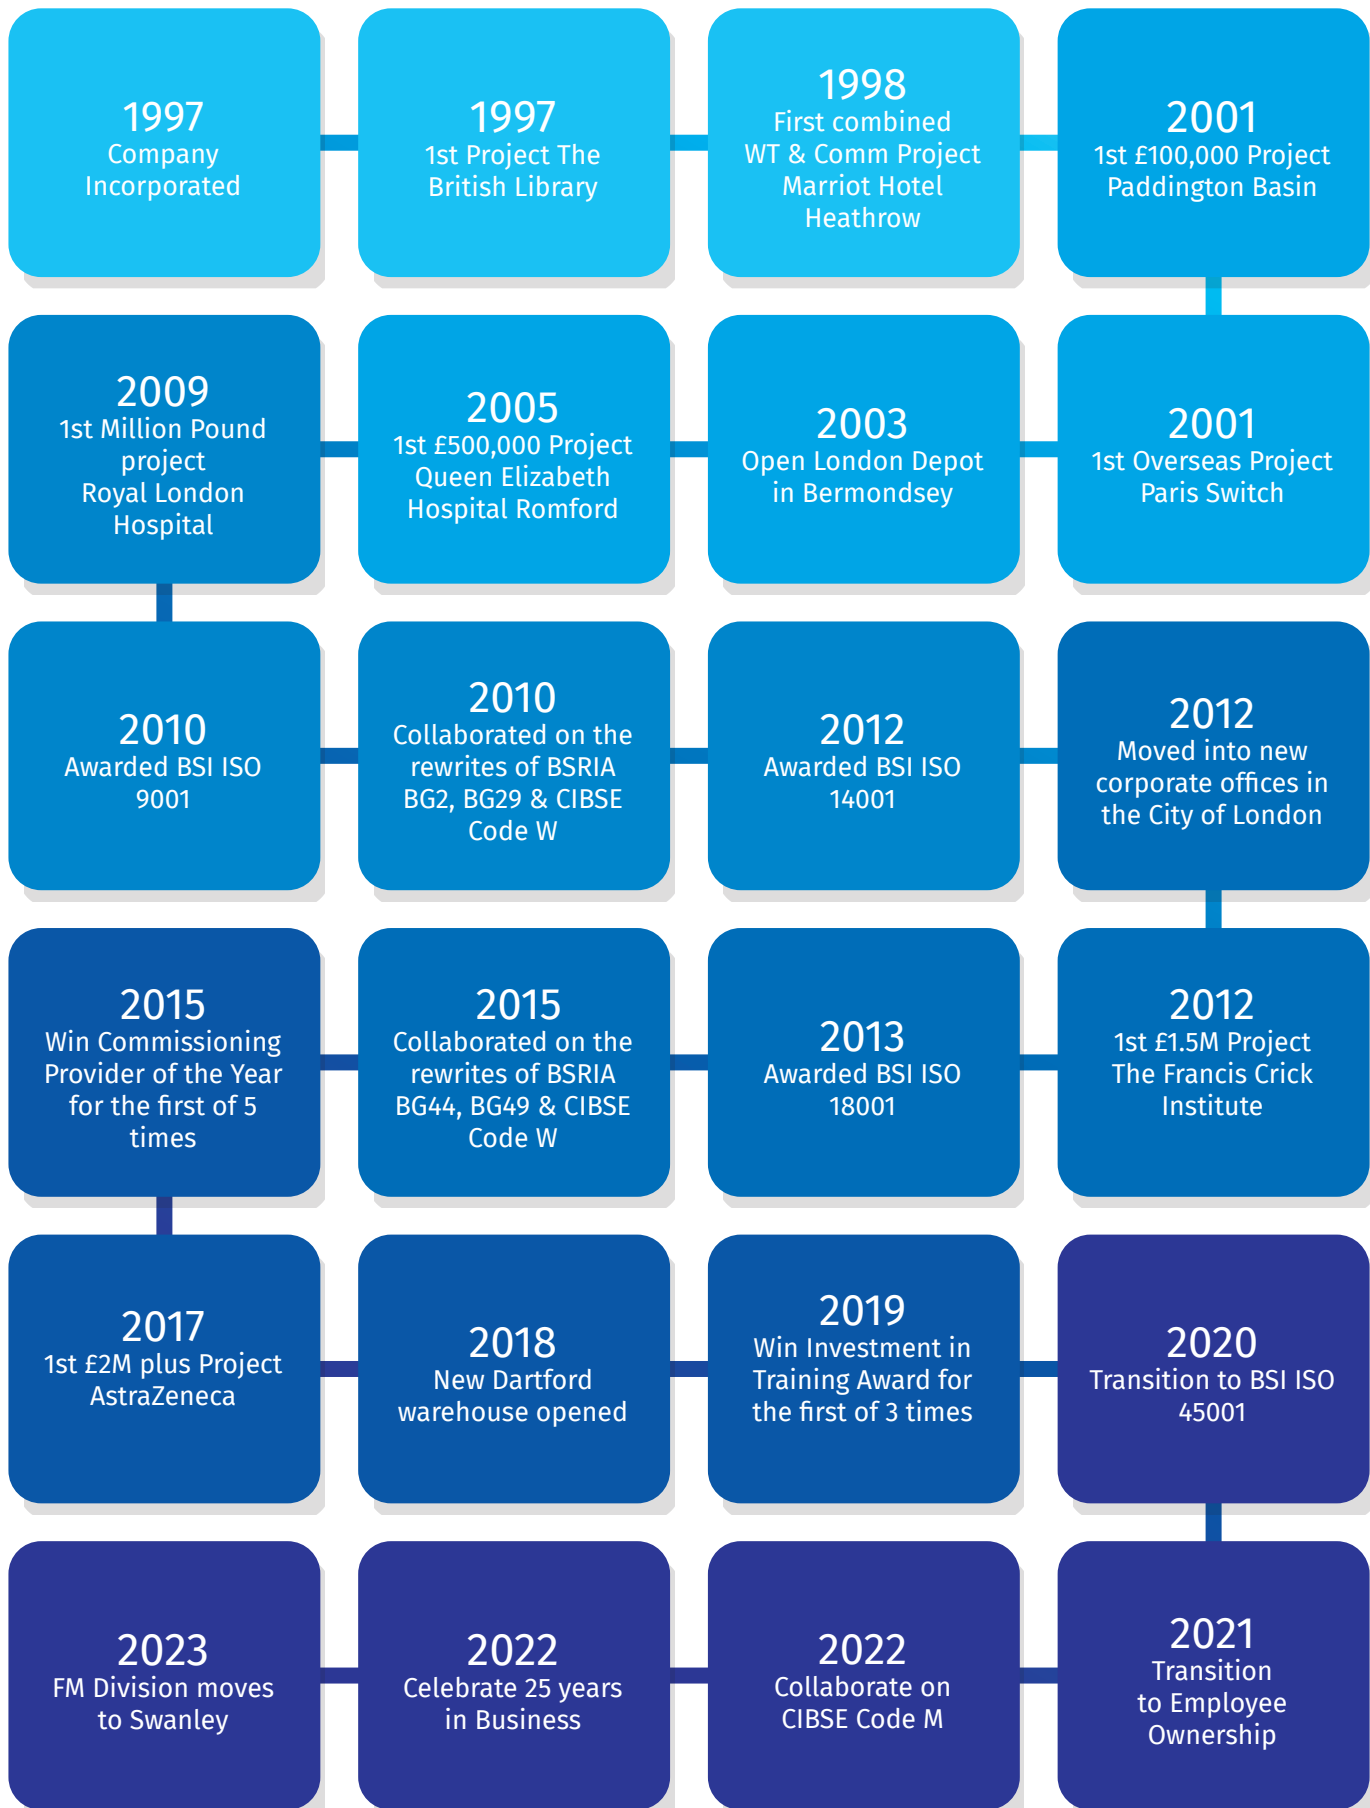 1997
Company
Incorporated
1997
1st Project The
British Library
1998
First combined
WT & Comm Project
Marriot Hotel
Heathrow
2001
1st £100,000 Project
Paddington Basin
2001
1st Overseas Project
Paris Switch
2003
Open London Depot
in Bermondsey
2005
1st £500,000 Project
Queen Elizabeth
Hospital Romford
2009
1st Million Pound
project
Royal London
Hospital
2010
Awarded BSI ISO
9001
2010
Collaborated on the
rewrites of BSRIA
BG2, BG29 & CIBSE
Code W
2012
Awarded BSI ISO
14001
2012
Moved into new
corporate offices in
the City of London
2012
1st £1.5M Project
The Francis Crick
Institute
2013
Awarded BSI ISO
18001
2015
Collaborated on the
rewrites of BSRIA
BG44, BG49 & CIBSE
Code W
2015
Win Commissioning
Provider of the Year
for the first of 5
times
2017
1st £2M plus Project
AstraZeneca
2018
New Dartford
warehouse opened
2019
Win Investment in
Training Award for
the first of 3 times
2020
Transition to BSI ISO
45001
2021
Transition
to Employee
Ownership
2022
Collaborate on
CIBSE Code M
2022
Celebrate 25 years
in Business
2023
FM Division moves
to Swanley